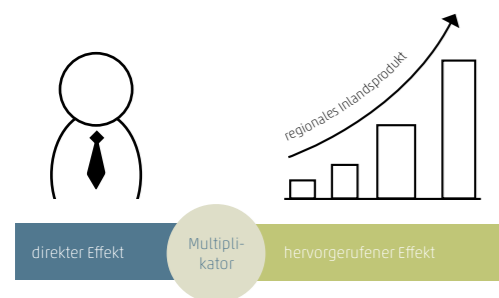 regionales Inlandsprodukt
direkter Effekt
Multipli-
kator
hervorgerufener Effekt